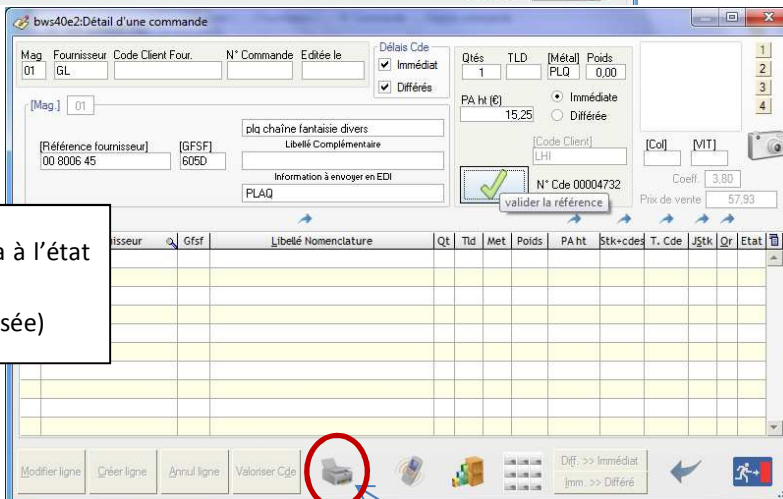 bws40e2:Détail d'une commande
Mag Fournisseur Code Client Four. N° Commande Editée le
01 GL
Délais Cde
Immédiat
Différés
Qtés TLD [Métal] Poids
1 PLQ 0,00
PA ht (€)
15,25
Immédiate
Différée
1
2
3
4
[Mag.] 01
plq chaîne fantaisie divers
[Référence fournisseur] [GFSF] Libellé Complémentaire
00 8006 45 605D
Information à envoyer en EDI
PLAQ
[Code Client]
LHI
N° Cde 00004732
valider la référence
[Col] [VIT]
Coeff. 3,80
Prix de vente 57,93
à l'état
sée)
isseur Gfsf Libellé Nomenclature Qt Tld Met Poids PA ht Stk+cdes T. Cde JStk Qr Etat
Modifier ligne Créer ligne Annul ligne Valoriser Cde
Diff. >> Immédiat
Imm. >> Différé